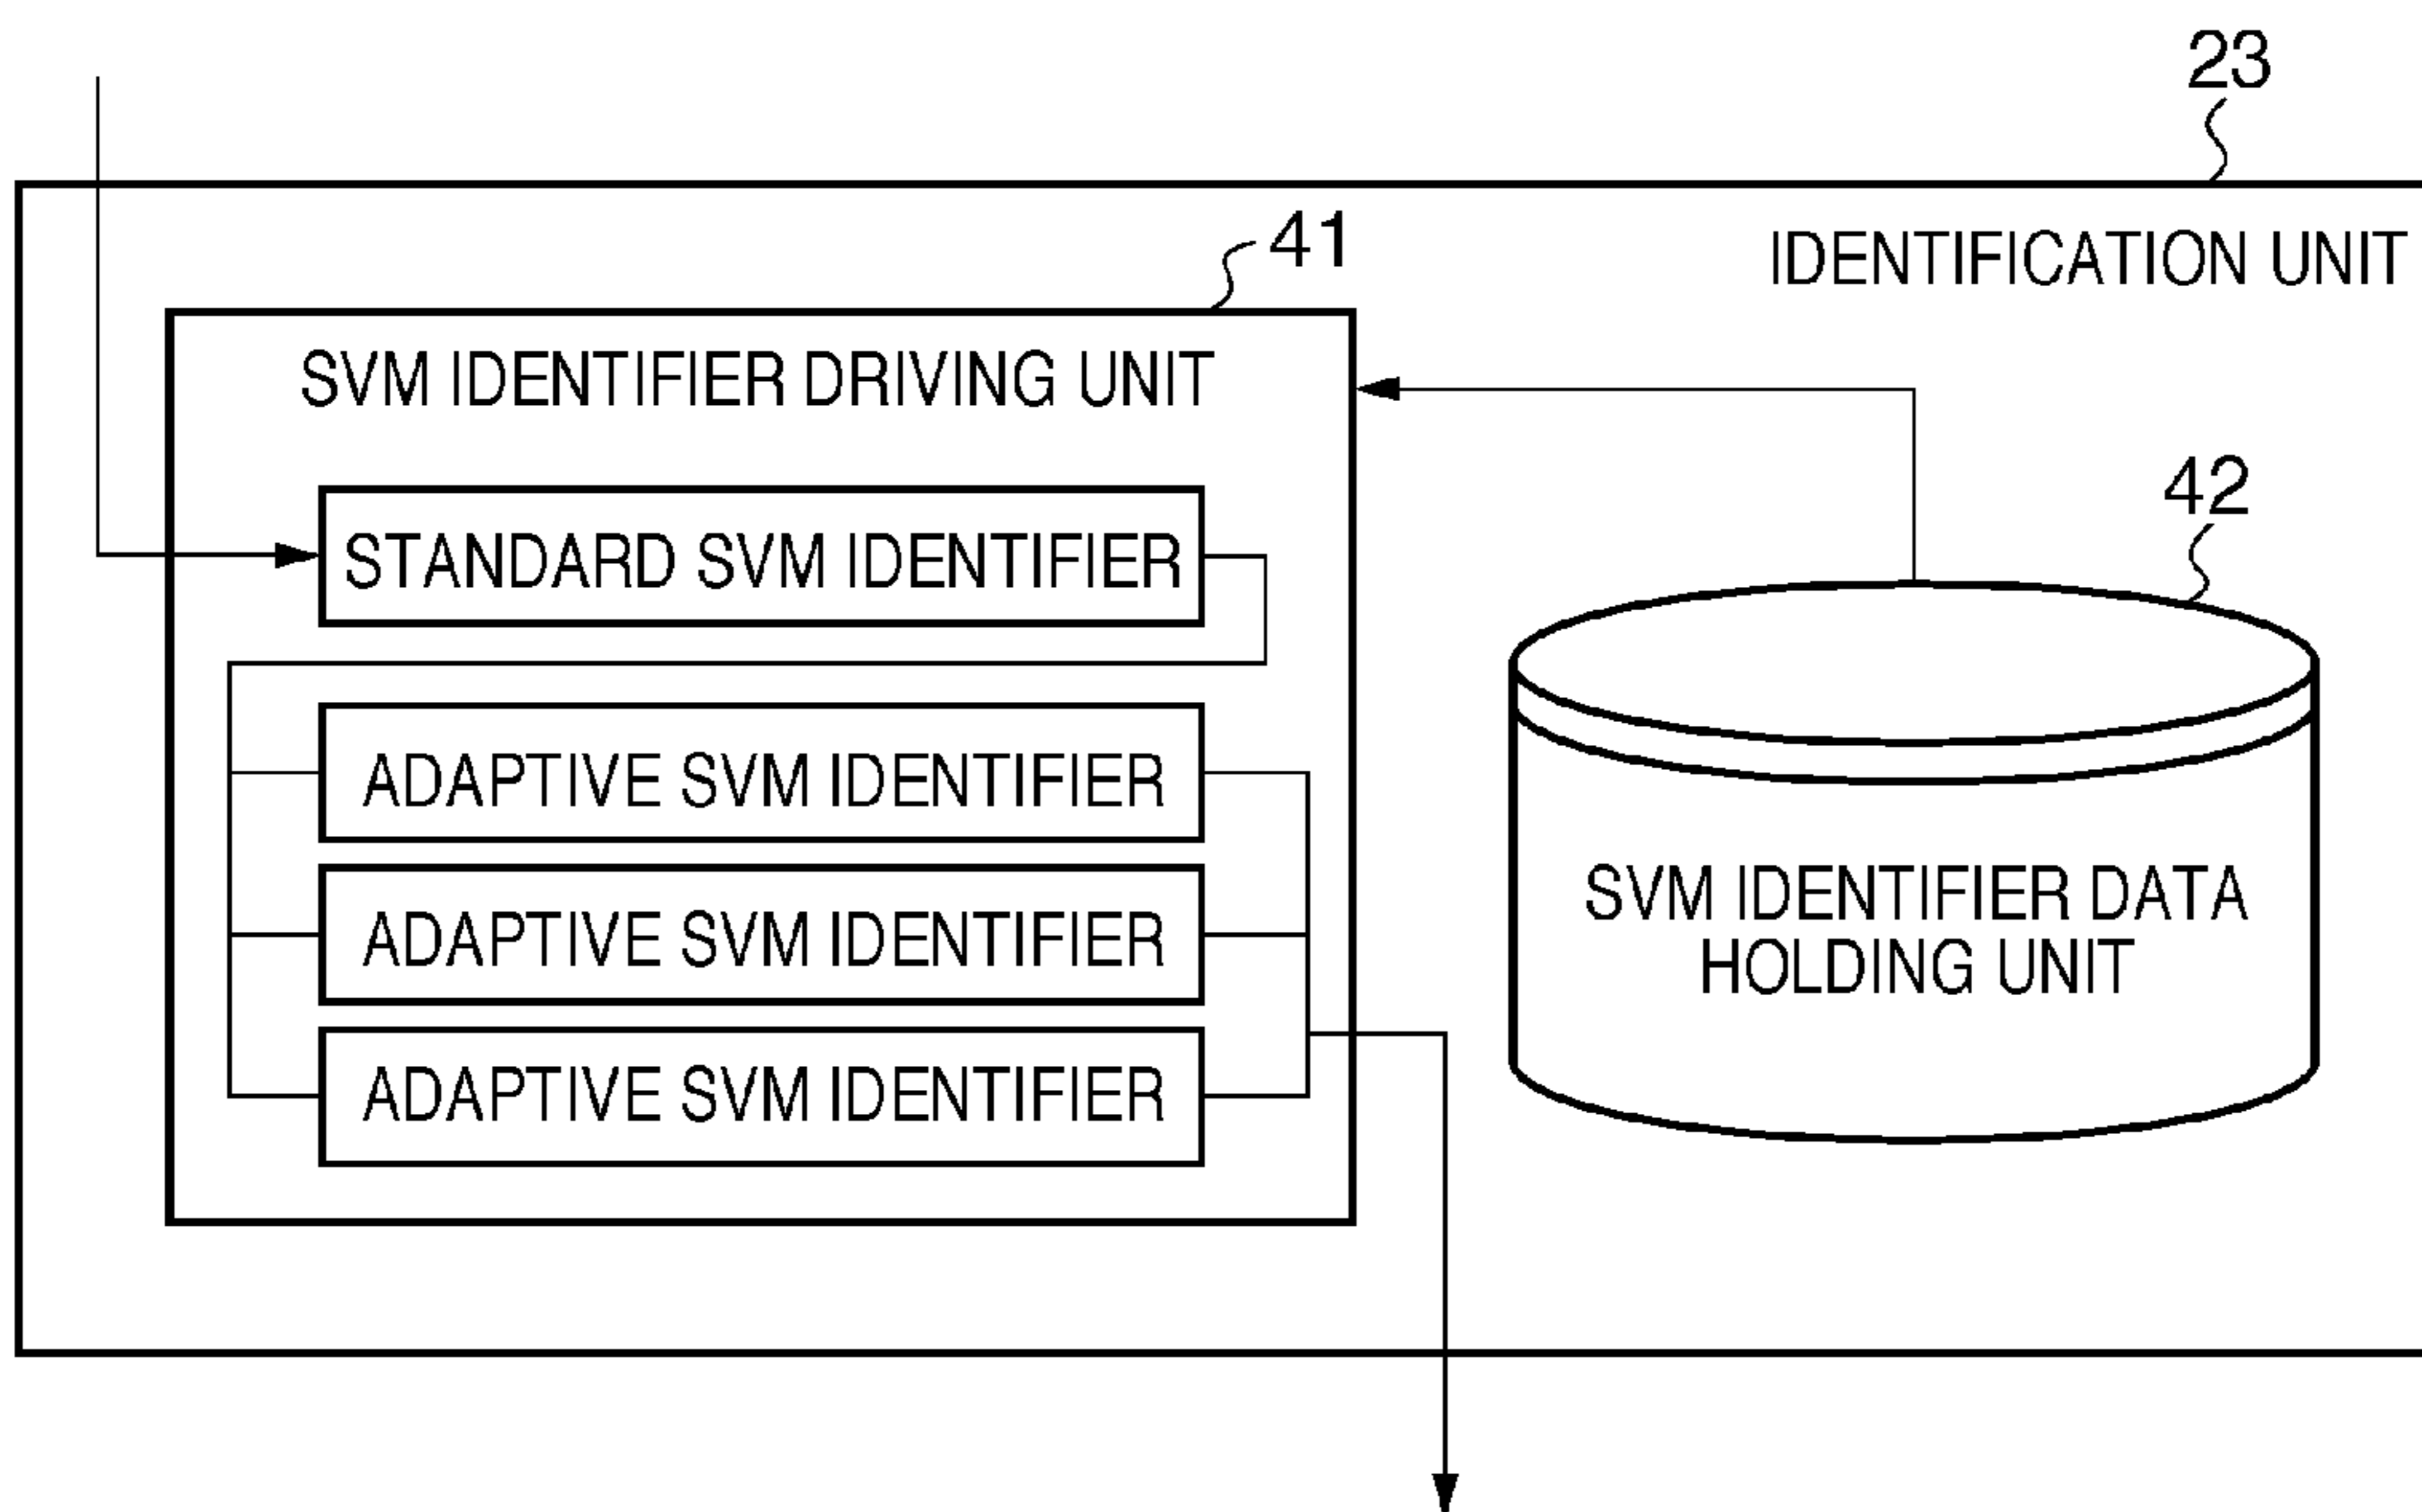 23
41
IDENTIFICATION UNIT
SVM IDENTIFIER DRIVING UNIT
42
STANDARD SVM IDENTIFIER
ADAPTIVE SVM IDENTIFIER
ADAPTIVE SVM IDENTIFIER
ADAPTIVE SVM IDENTIFIER
SVM IDENTIFIER DATA
HOLDING UNIT